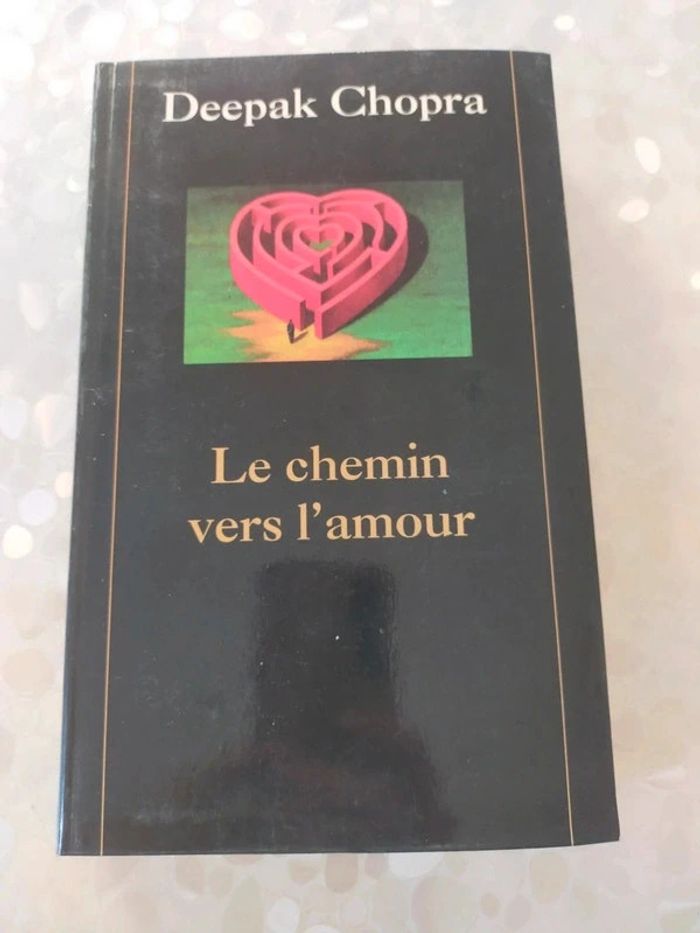 Deepak Chopra
Le chemin
vers l'amour